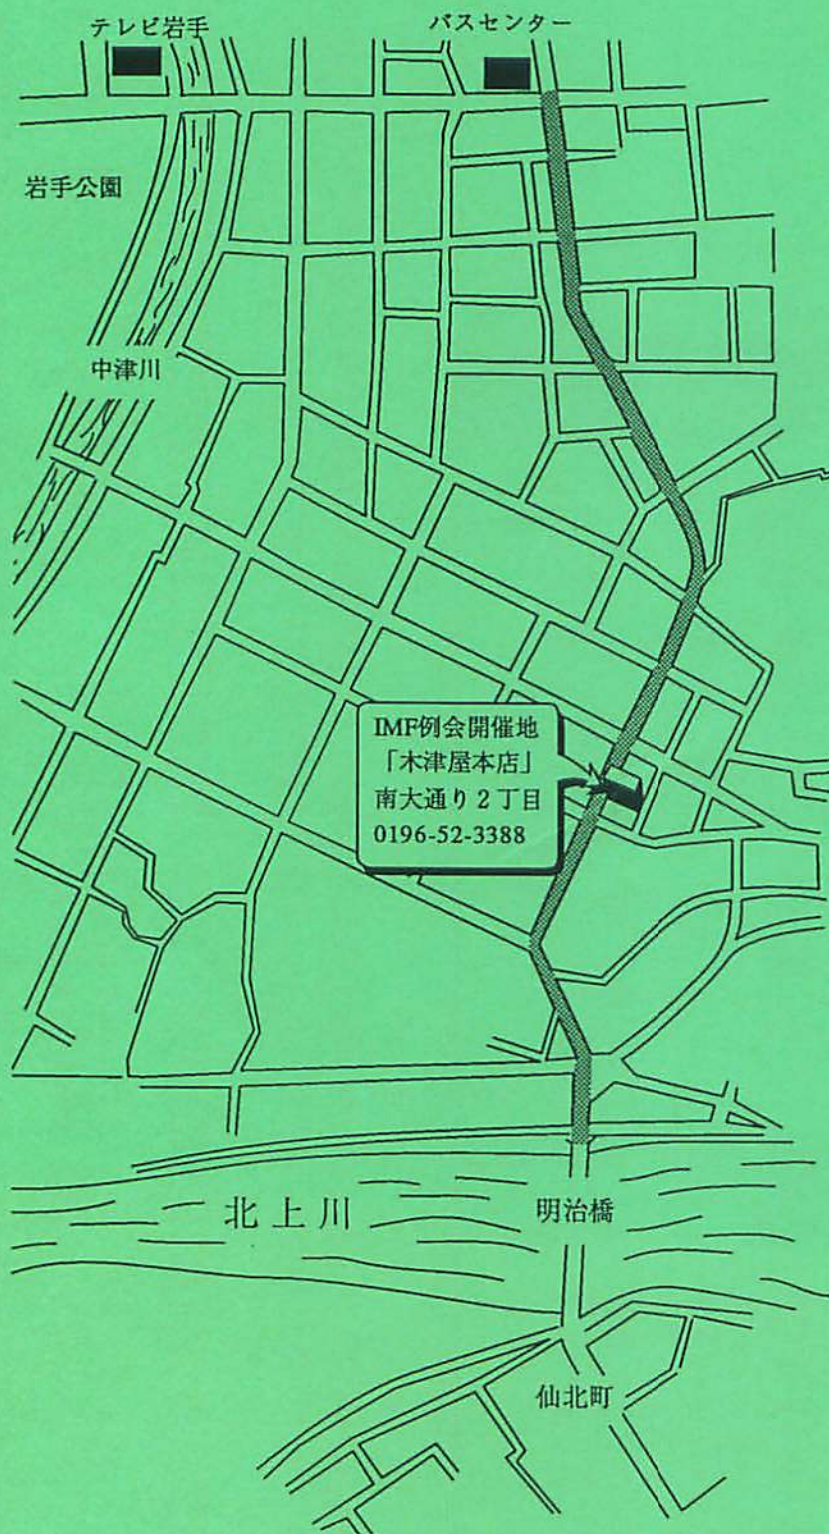 テレビ岩手
バスセンター
岩手公園
中津川
IMF例会開催地
「木津屋本店」
南大通り2丁目
0196-52-3388
北上川
明治橋
仙北町